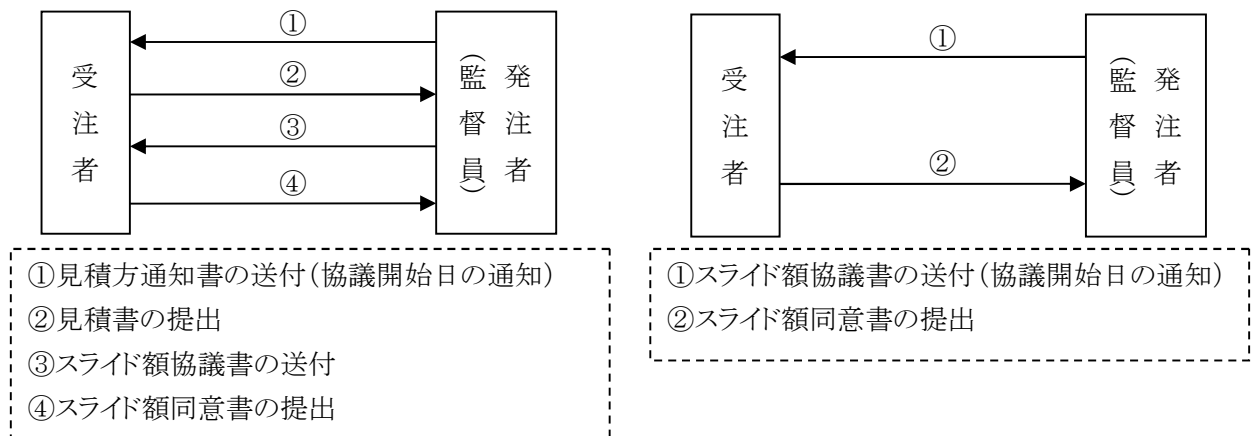 ①
②
③
④
受注者
発注者
(監督員)
①見積方通知書の送付(協議開始日の通知)
②見積書の提出
③スライド額協議書の送付
④スライド額同意書の提出
①
②
受注者
発注者
(監督員)
①スライド額協議書の送付(協議開始日の通知)
②スライド額同意書の提出